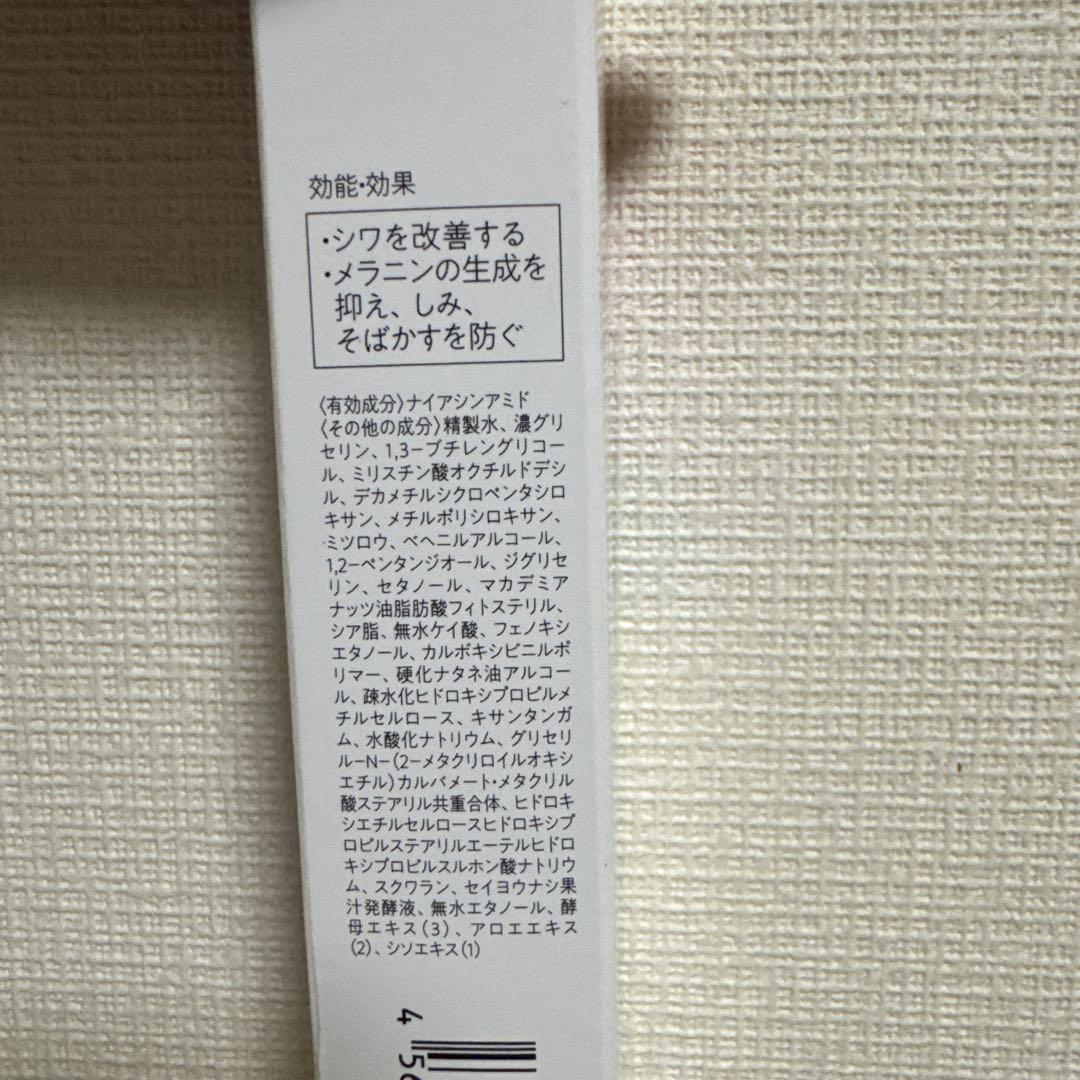 効能・効果
・シワを改善する
・メラニンの生成を
抑え、しみ、
そばかすを防ぐ
〈有効成分〉ナイアシンアミド
〈その他の成分〉精製水、濃グリ
セリン、1,3−ブチレングリコー
ル、ミリスチン酸オクチルドデシ
ル、デカメチルシクロペンタシロ
キサン、メチルポリシロキサン、
ミツロウ、ベヘニルアルコール、
1,2−ペンタンジオール、ジグリセ
リン、セタノール、マカデミア
ナッツ油脂肪酸フィトステリル、
シア脂、無水ケイ酸、フェノキシ
エタノール、カルボキシビニルポ
リマー、硬化ナタネ油アルコー
ル、疎水化ヒドロキシプロピルメ
チルセルロース、キサンタンガ
ム、水酸化ナトリウム、グリセリ
ル−N−(2−メタクリロイルオキシ
エチル)カルバメート・メタクリル
酸ステアリル共重合体、ヒドロキ
シエチルセルロースヒドロキシプ
ロピルステアリルエーテルヒドロ
キシプロピルスルホン酸ナトリウ
ム、スクワラン、セイヨウナシ果
汁発酵液、無水エタノール、酵
母エキス(3)、アロエエキス
(2)、シソエキス(1)
4 5